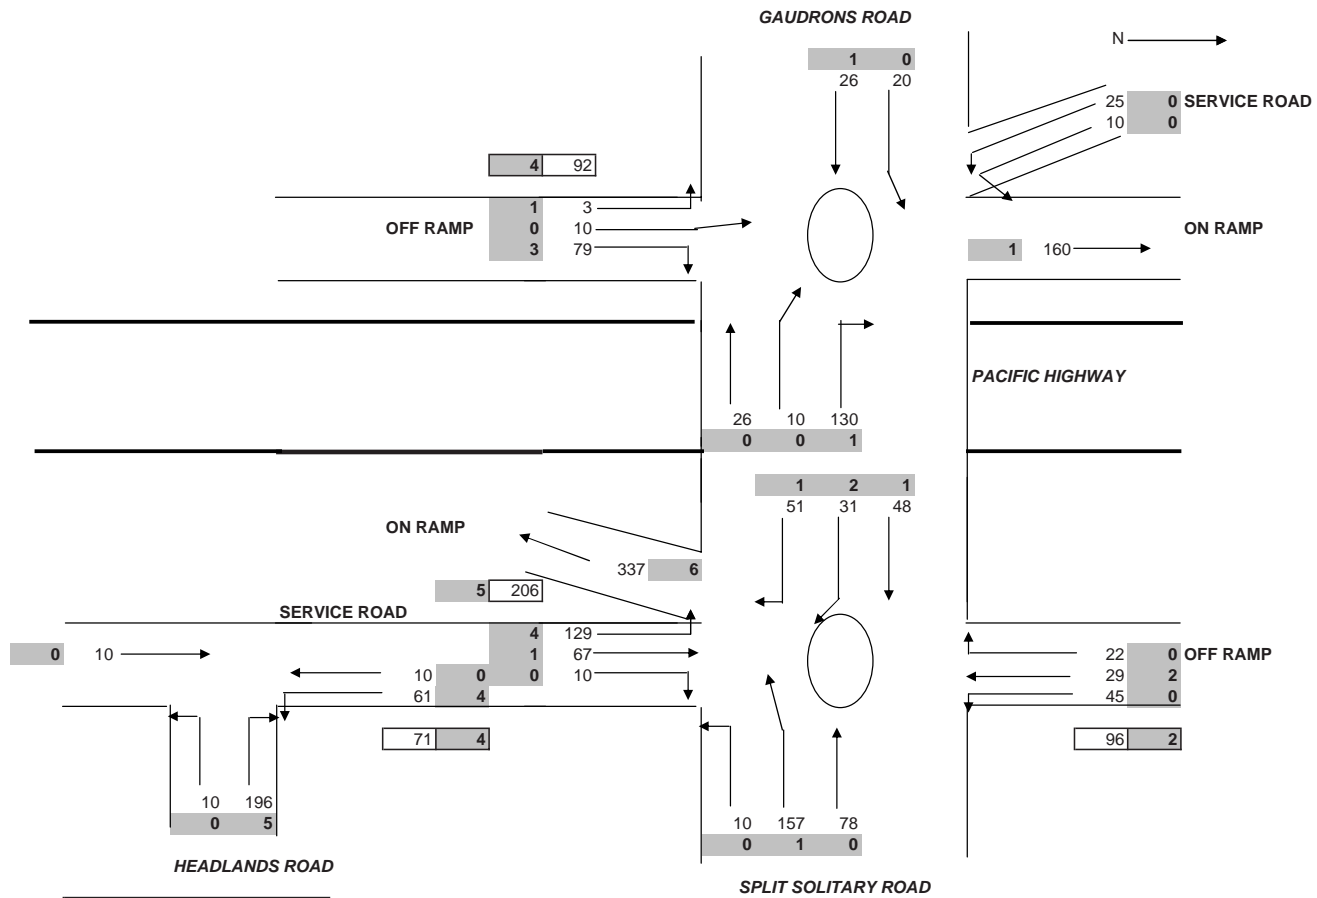 GAUDRONS ROAD
N
1 0
26 20
25 0 SERVICE ROAD
10 0
4 92
1 3
OFF RAMP 0 10
3 79
ON RAMP
1 160
PACIFIC HIGHWAY
26 10 130
0 0 1
1 2 1
51 31 48
ON RAMP
337 6
5 206
SERVICE ROAD
4 129
0 10
1 67
22 0 OFF RAMP
10 0 0 10
29 2
61 4
45 0
71 4
96 2
10 196
0 5
10 157 78
0 1 0
HEADLANDS ROAD
SPLIT SOLITARY ROAD